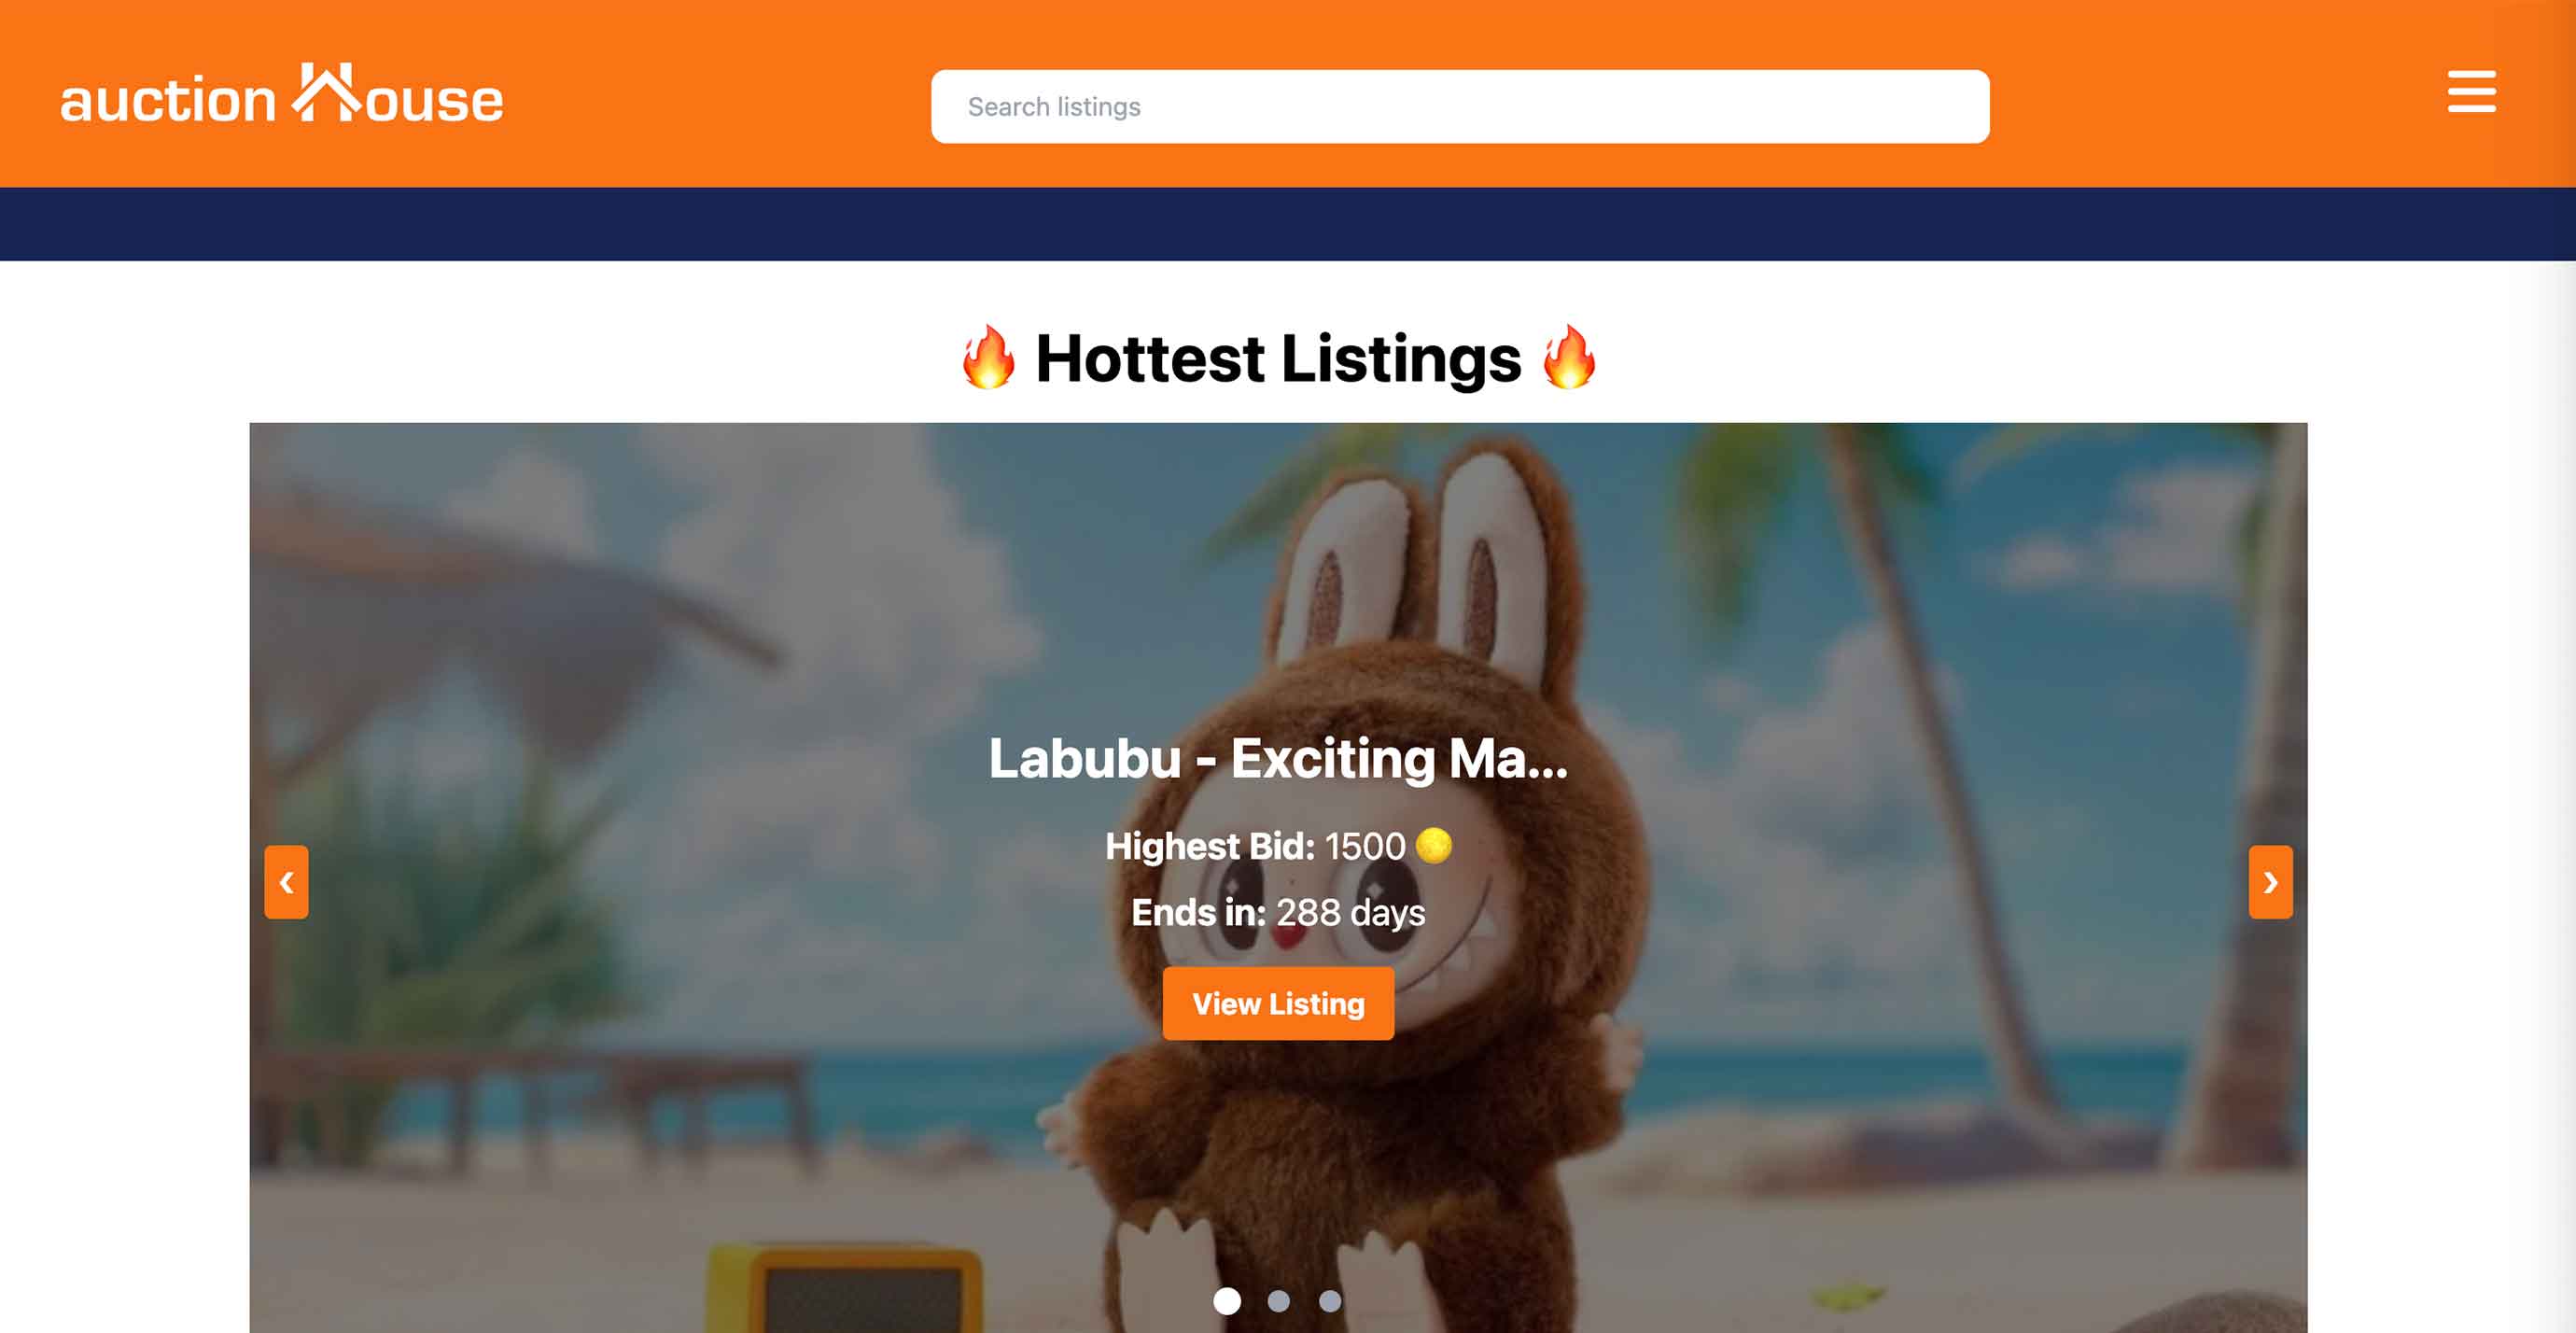 auction House
Search listings
🔥 Hottest Listings 🔥
Labubu - Exciting Ma...
Highest Bid: 1500
Ends in: 288 days
‹
›
View Listing